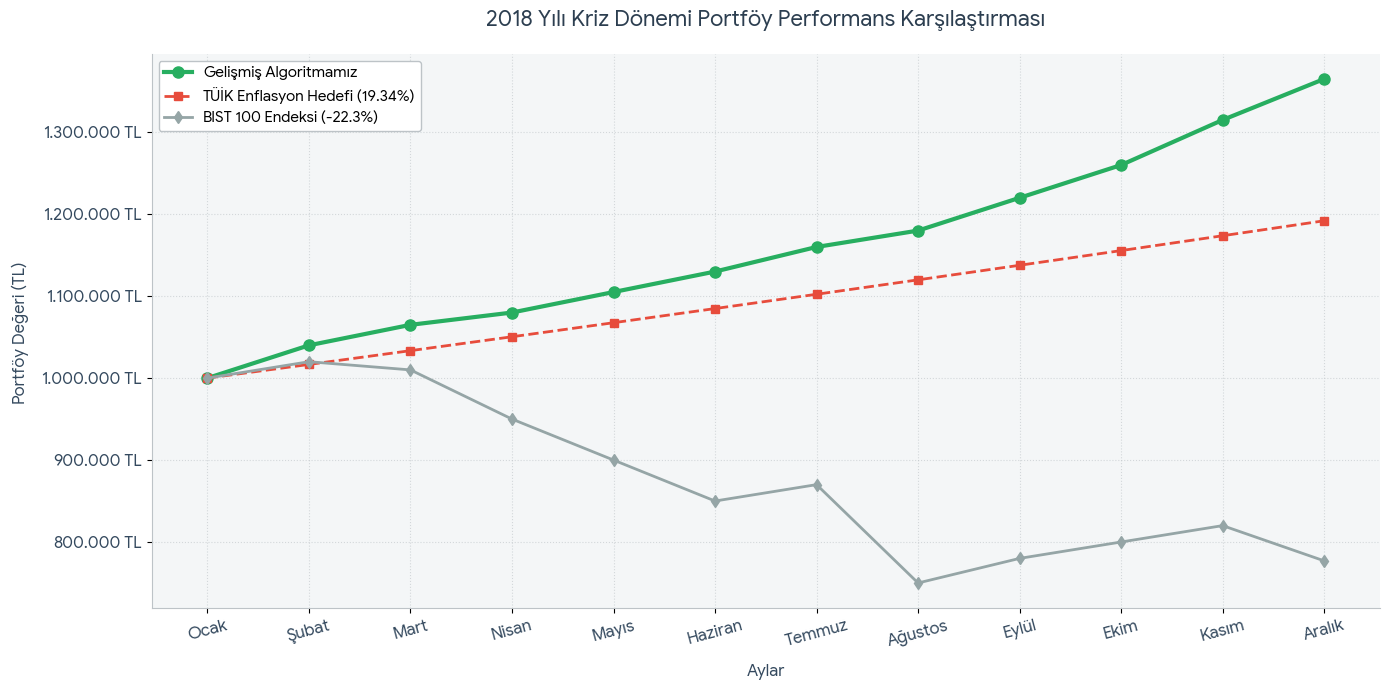 2018 Yılı Kriz Dönemi Portföy Performans Karşılaştırması
Gelişmiş Algoritmamız
TÜİK Enflasyon Hedefi (19.34%)
BIST 100 Endeksi (-22.3%)
Portföy Değeri (TL)
1.300.000 TL
1.200.000 TL
1.100.000 TL
1.000.000 TL
900.000 TL
800.000 TL
Ocak
Şubat
Mart
Nisan
Mayıs
Haziran
Temmuz
Ağustos
Eylül
Ekim
Kasım
Aralık
Aylar